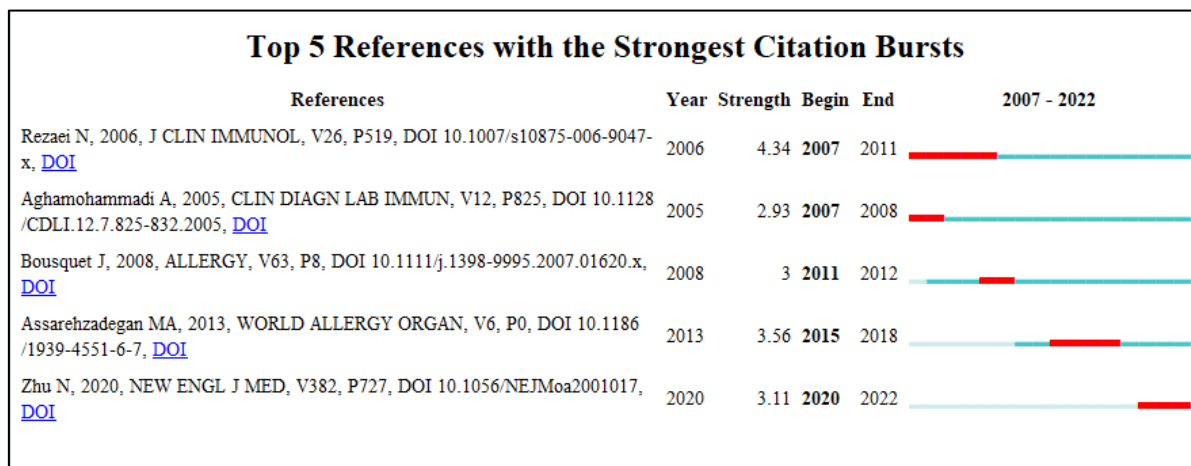 Top 5 References with the Strongest Citation Bursts
References Year Strength Begin End 2007 - 2022
Rezaei N, 2006, J CLIN IMMUNOL, V26, P519, DOI 10.1007/s10875-006-9047-
x, DOI 2006 4.34 2007 2011
Aghamohammadi A, 2005, CLIN DIAGN LAB IMMUN, V12, P825, DOI 10.1128
/CDLI.12.7.825-832.2005, DOI 2005 2.93 2007 2008
Bousquet J, 2008, ALLERGY, V63, P8, DOI 10.1111/j.1398-9995.2007.01620.x,
DOI 2008 3 2011 2012
Assarehzadegan MA, 2013, WORLD ALLERGY ORGAN, V6, P0, DOI 10.1186
/1939-4551-6-7, DOI 2013 3.56 2015 2018
Zhu N, 2020, NEW ENGL J MED, V382, P727, DOI 10.1056/NEJMoa2001017,
DOI 2020 3.11 2020 2022